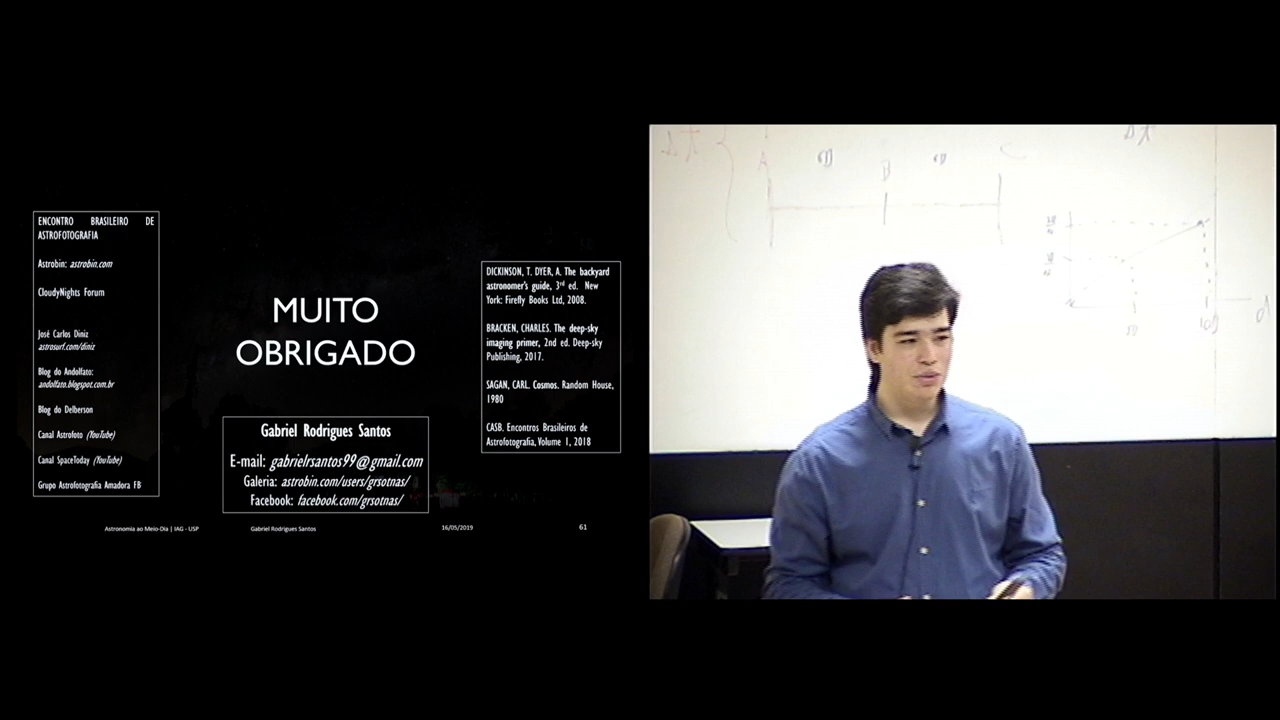 ENCONTRO BRASILEIRO DE
ASTROFOTOGRAFIA
Astrobin: astrobin.com
CloudyNights Forum
José Carlos Diniz
astrosurf.com/diniz
Blog do Andolfato:
andolfato.blogspot.com.br
Blog do Delberson
Canal Astrofoto (YouTube)
Canal SpaceToday (YouTube)
Grupo Astrofotografia Amadora FB
MUITO
OBRIGADO
Gabriel Rodrigues Santos
E-mail: gabrielrsantos99@gmail.com
Galeria: astrobin.com/users/grsotnas/
Facebook: facebook.com/grsotnas/
DICKINSON, T. DYER, A. The backyard
astronomer's guide, 3rd ed. New
York: Firefly Books Ltd, 2008.
BRACKEN, CHARLES. The deep-sky
imaging primer, 2nd ed. Deep-sky
Publishing, 2017.
SAGAN, CARL. Cosmos. Random House,
1980
CASB. Encontros Brasileiros de
Astrofotografia, Volume 1, 2018
Astronomia ao Meio-Dia | IAG - USP
Gabriel Rodrigues Santos
16/05/2019
61
A
B
C